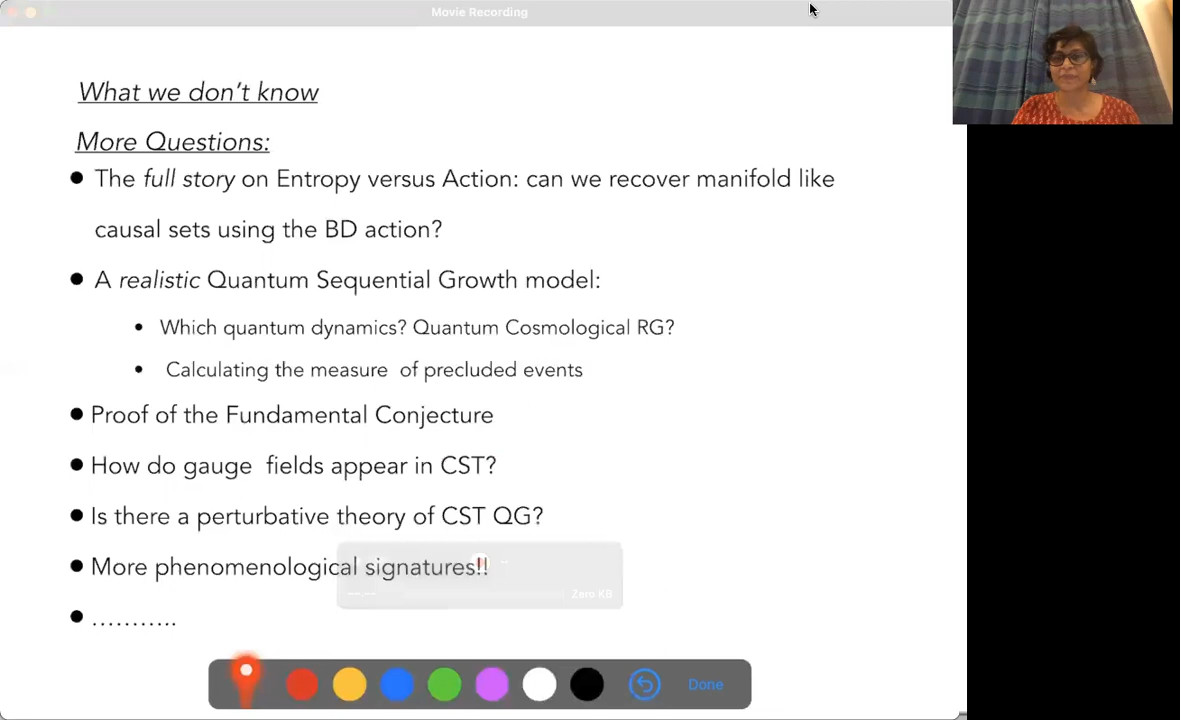 Movie Recording
What we don't know
More Questions:
● The full story on Entropy versus Action: can we recover manifold like
causal sets using the BD action?
● A realistic Quantum Sequential Growth model:
• Which quantum dynamics? Quantum Cosmological RG?
• Calculating the measure of precluded events
● Proof of the Fundamental Conjecture
● How do gauge fields appear in CST?
● Is there a perturbative theory of CST QG?
● More phenomenological signatures!!
--:-- Zero KB
● ...........
Done